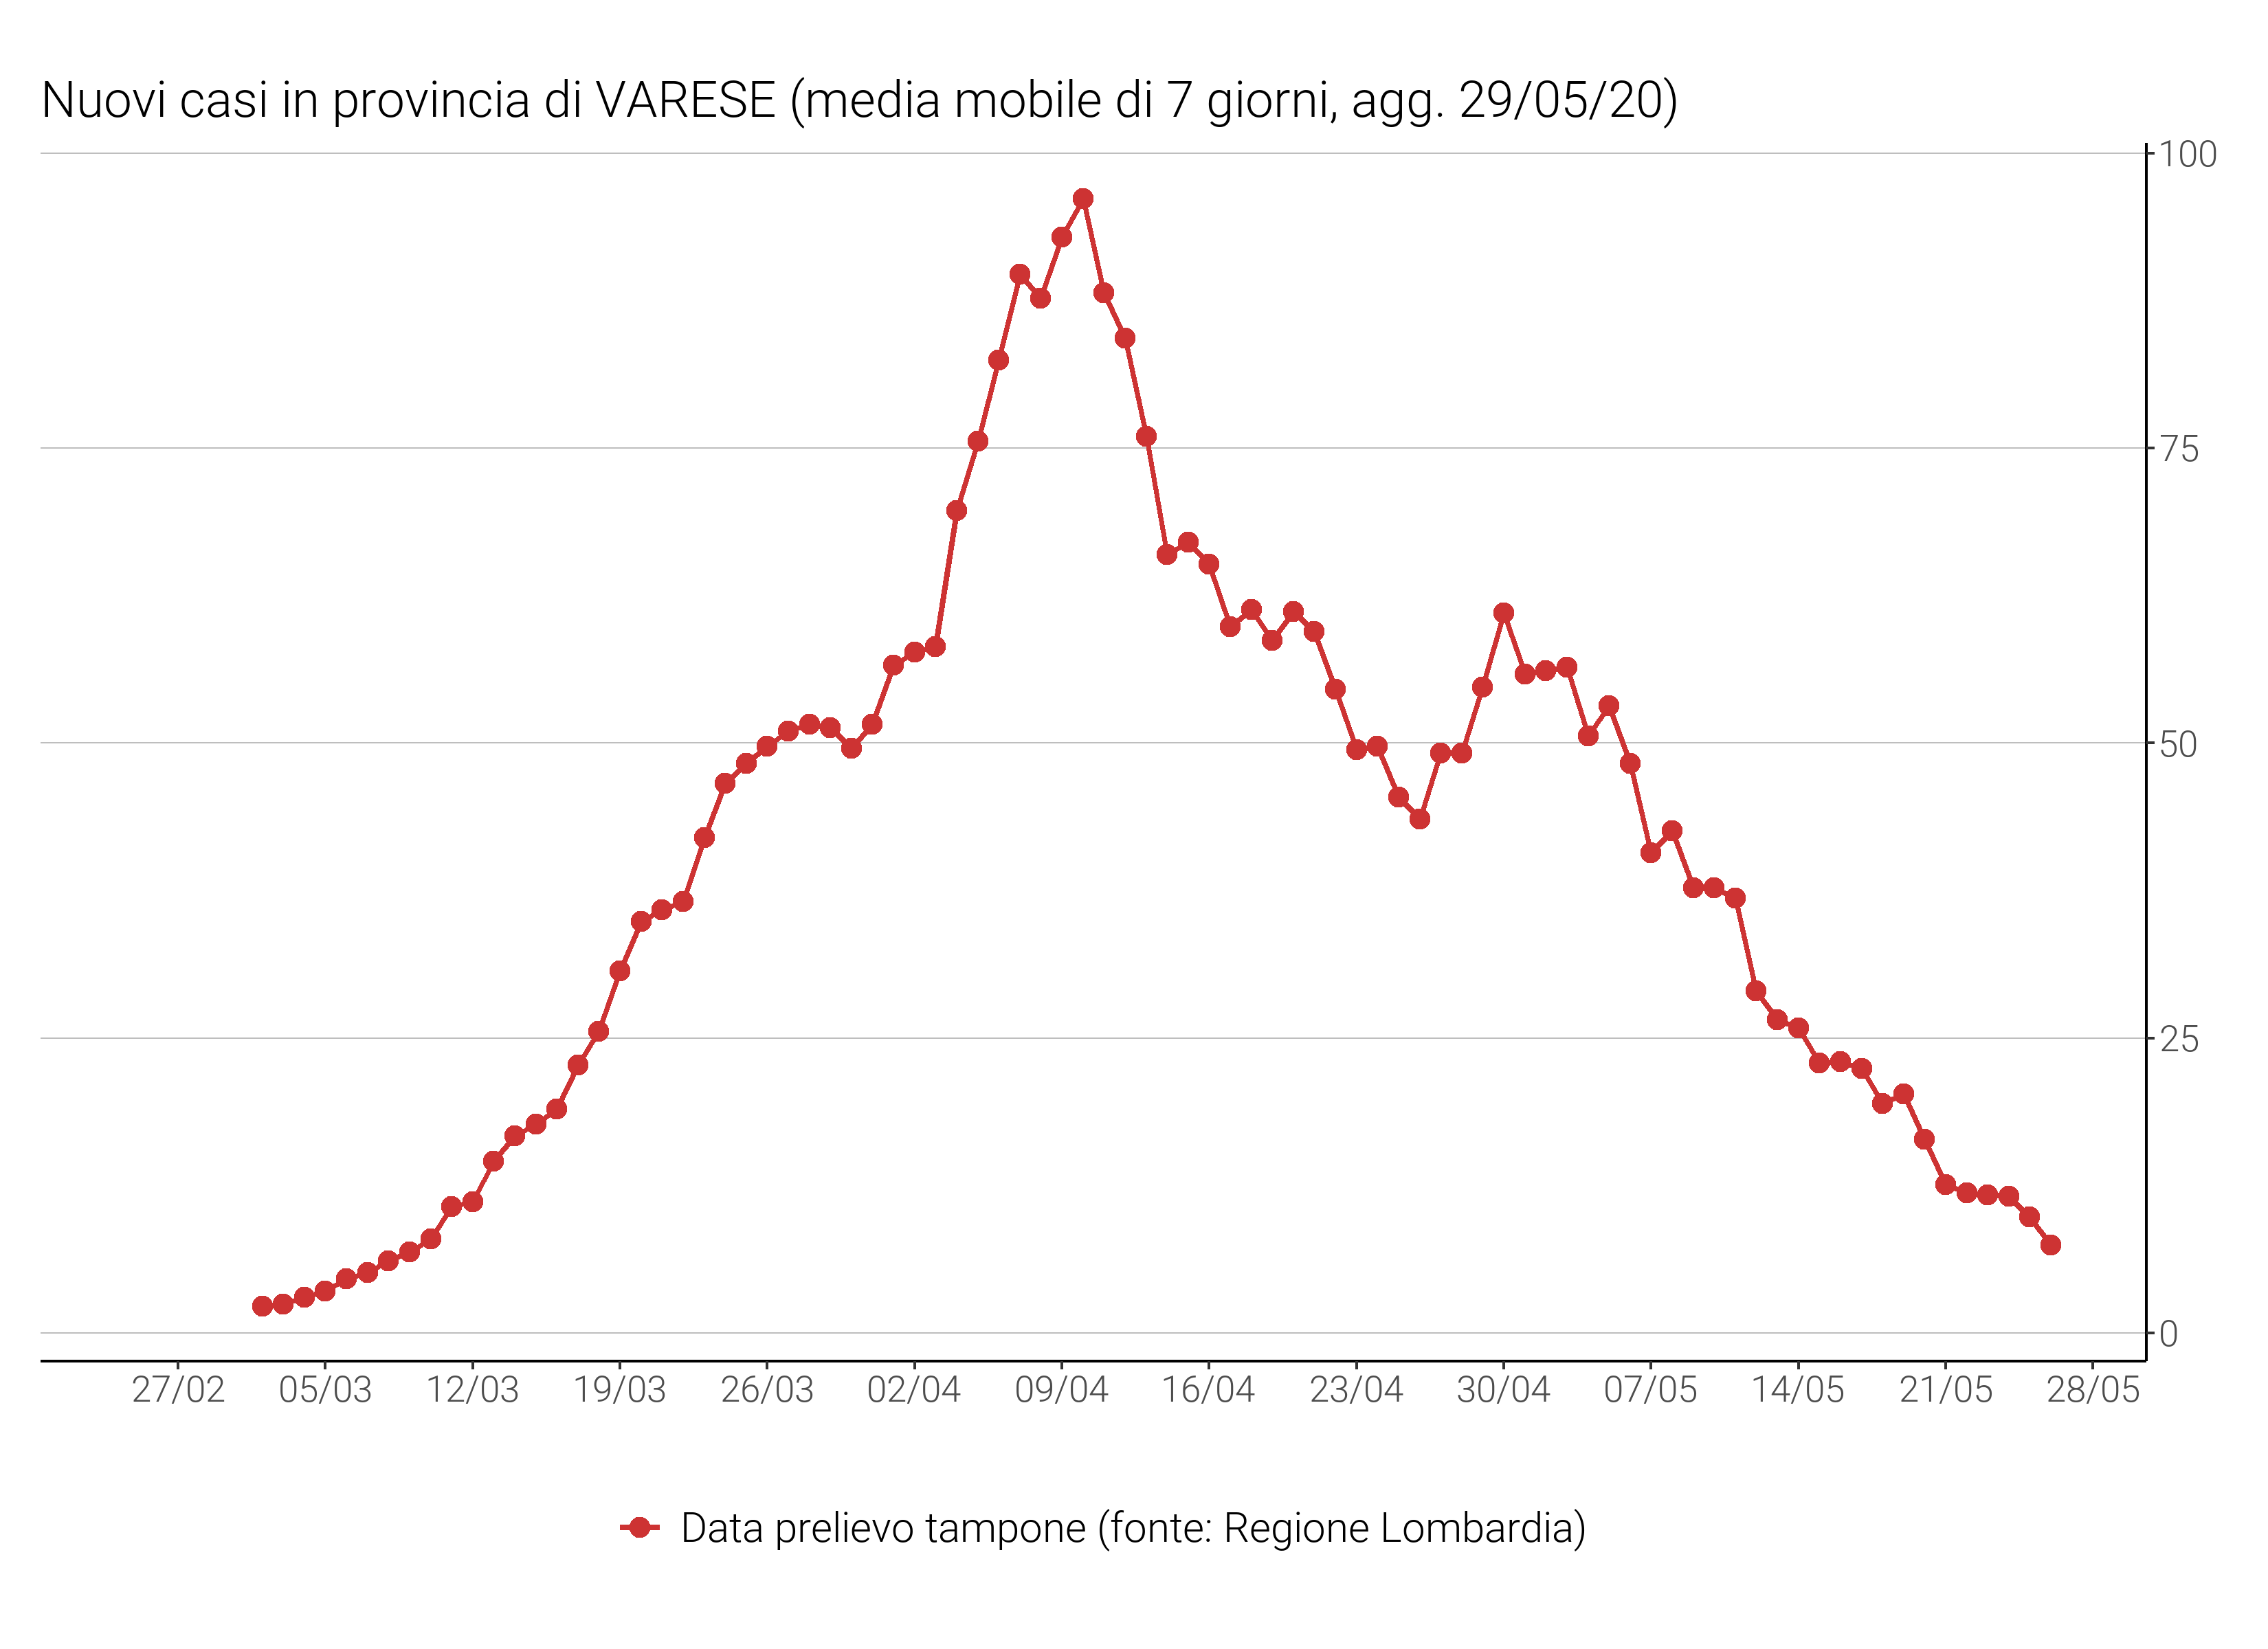 Nuovi casi in provincia di VARESE (media mobile di 7 giorni, agg. 29/05/20)
100
75
50
25
0
27/02 05/03 12/03 19/03 26/03 02/04 09/04 16/04 23/04 30/04 07/05 14/05 21/05 28/05
Data prelievo tampone (fonte: Regione Lombardia)